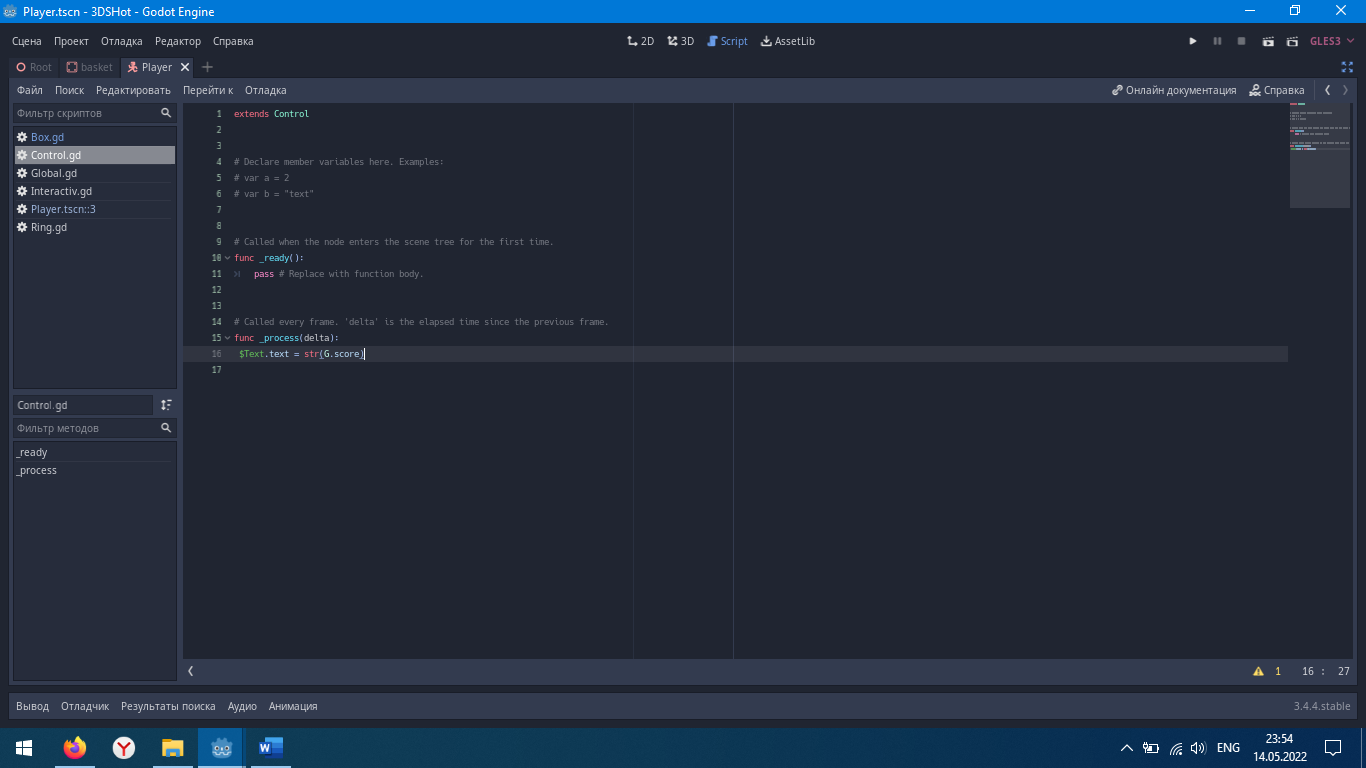 Player.tscn - 3DSHot - Godot Engine
Сцена Проект Отладка Редактор Справка 2D 3D Script AssetLib GLES3
Root basket Player
Файл Поиск Редактировать Перейти к Отладка Онлайн документация Справка
Фильтр скриптов
Box.gd
Control.gd
Global.gd
Interactiv.gd
Player.tscn::3
Ring.gd
Control.gd
Фильтр методов
_ready
_process
1 extends Control
2
3
4 # Declare member variables here. Examples:
5 # var a = 2
6 # var b = "text"
7
8
9 # Called when the node enters the scene tree for the first time.
10 func _ready():
11 pass # Replace with function body.
12
13
14 # Called every frame. 'delta' is the elapsed time since the previous frame.
15 func _process(delta):
16 $Text.text = str(G.score)
17
1 16 : 27
Вывод Отладчик Результаты поиска Аудио Анимация 3.4.4.stable
ENG 23:54
14.05.2022